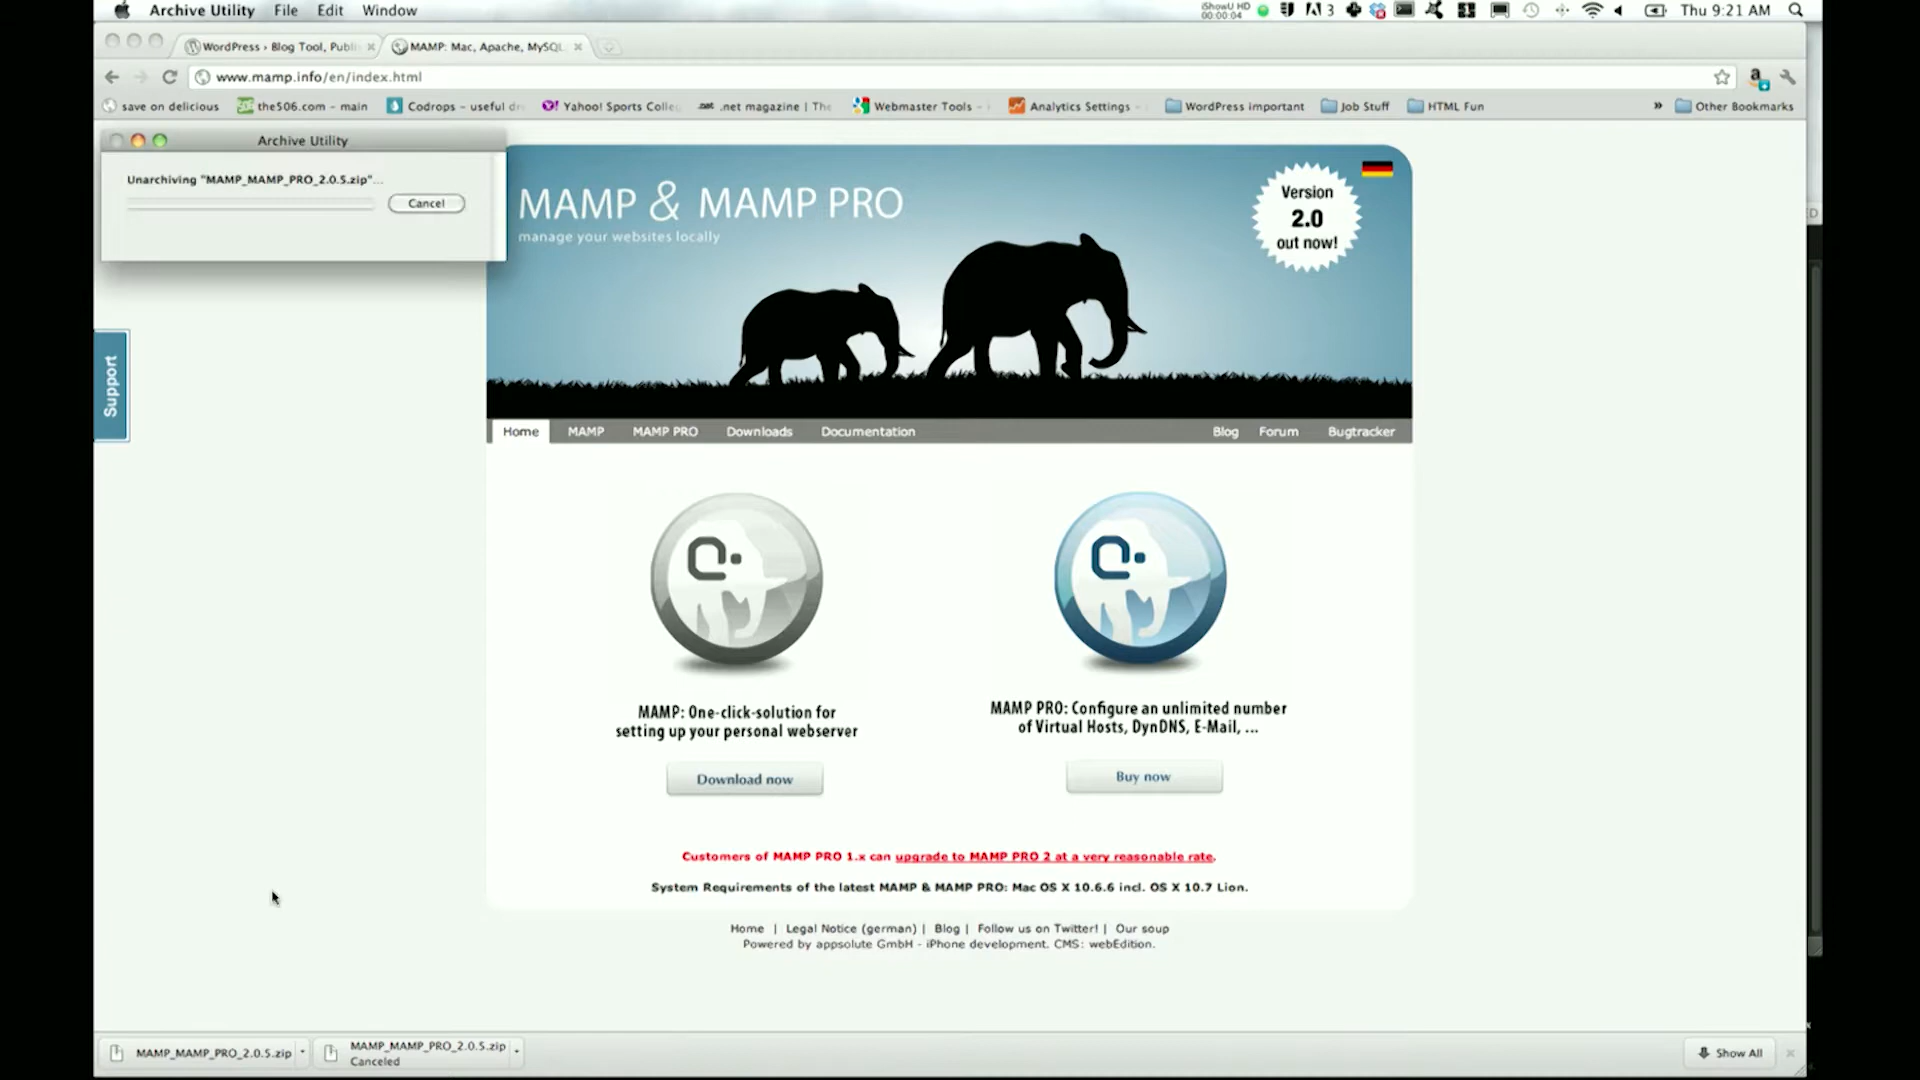 Archive Utility File Edit Window
iShowU HD
00:00:04
3
Thu 9:21 AM
WordPress › Blog Tool, Publi
MAMP: Mac, Apache, MySQL
www.mamp.info/en/index.html
save on delicious
the506.com – main
Codrops – useful dr
Yahoo! Sports Colle
.net magazine | The
Webmaster Tools –
Analytics Settings –
WordPress important
Job Stuff
HTML Fun
»
Other Bookmarks
Archive Utility
Unarchiving "MAMP_MAMP_PRO_2.0.5.zip"...
Cancel
MAMP & MAMP PRO
manage your websites locally
Version
2.0
out now!
Support
Home MAMP MAMP PRO Downloads Documentation Blog Forum Bugtracker
MAMP: One-click-solution for
setting up your personal webserver
Download now
MAMP PRO: Configure an unlimited number
of Virtual Hosts, DynDNS, E-Mail, ...
Buy now
Customers of MAMP PRO 1.x can upgrade to MAMP PRO 2 at a very reasonable rate.
System Requirements of the latest MAMP & MAMP PRO: Mac OS X 10.6.6 incl. OS X 10.7 Lion.
Home | Legal Notice (german) | Blog | Follow us on Twitter! | Our soup
Powered by appsolute GmbH - iPhone development. CMS: webEdition.
MAMP_MAMP_PRO_2.0.5.zip
MAMP_MAMP_PRO_2.0.5.zip
Canceled
Show All